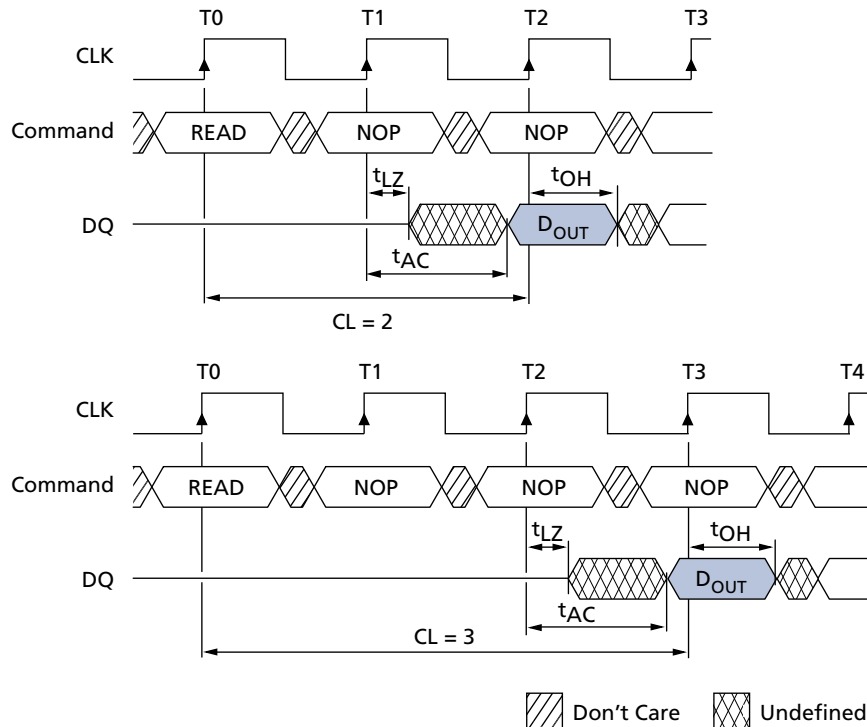 T0 T1 T2 T3
CLK
Command READ NOP NOP
tLZ tOH
DQ DOUT
tAC
CL = 2
T0 T1 T2 T3 T4
CLK
Command READ NOP NOP NOP
tLZ tOH
DQ DOUT
tAC
CL = 3
Don't Care Undefined